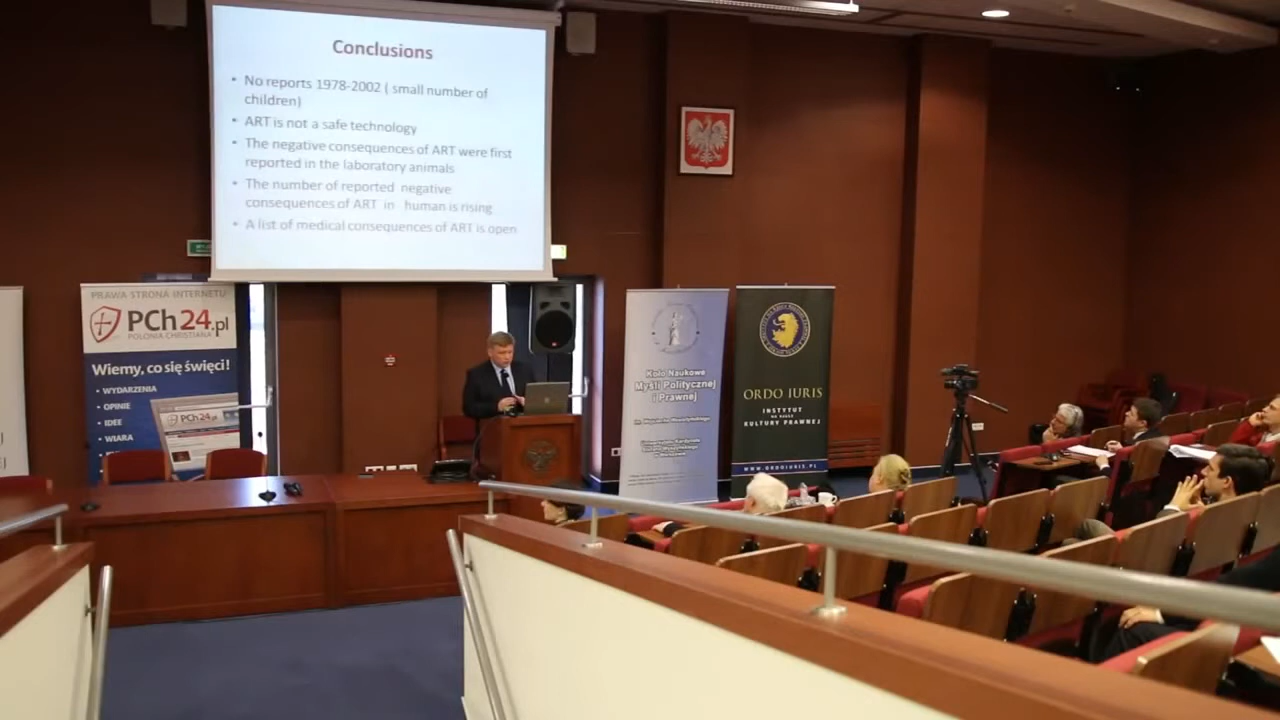 Conclusions
• No reports 1978-2002 ( small number of
children)
• ART is not a safe technology
• The negative consequences of ART were first
reported in the laboratory animals
• The number of reported negative
consequences of ART in human is rising
• A list of medical consequences of ART is open
PRAWA STRONA INTERNETU
PCh24.pl
POLONIA CHRISTIANA
Wiemy, co się święci!
• WYDARZENIA
• OPINIE
• IDEE
• WIARA
PCh24.pl
Koło Naukowe
Myśli Politycznej
i Prawnej
ORDO IURIS
INSTYTUT
NA RZECZ
KULTURY PRAWNEJ
WWW.ORDOIURIS.PL